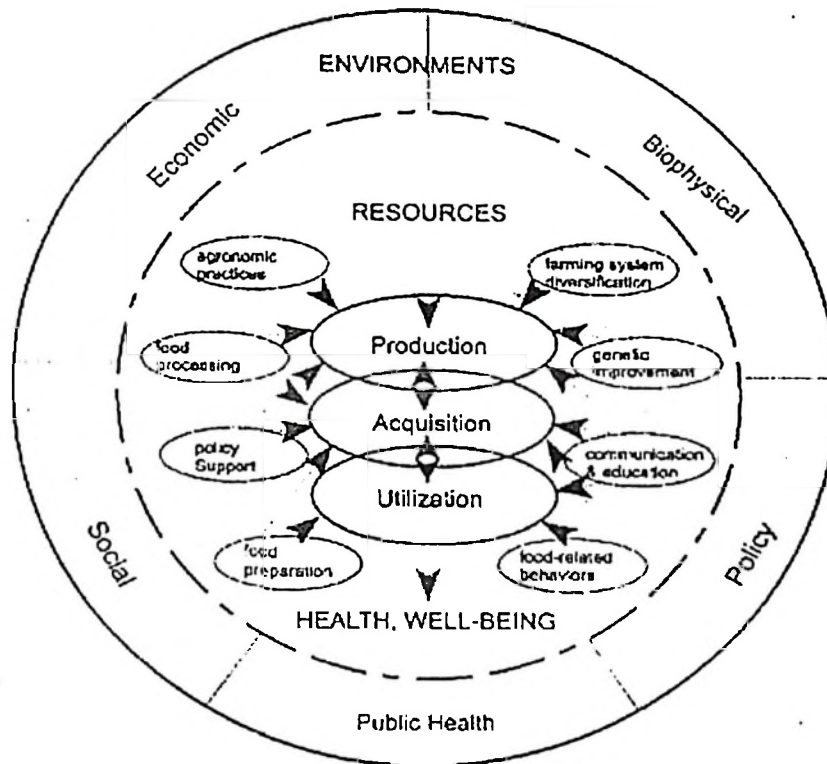 ENVIRONMENTS
Economic
Biophysical
RESOURCES
agronomic
practices
farming system
diversification
Production
food
processing
genetic
improvement
Acquisition
policy
Support
communication
& education
Utilization
Social
Policy
food
preparation
food-related
behaviors
HEALTH, WELL-BEING
Public Health